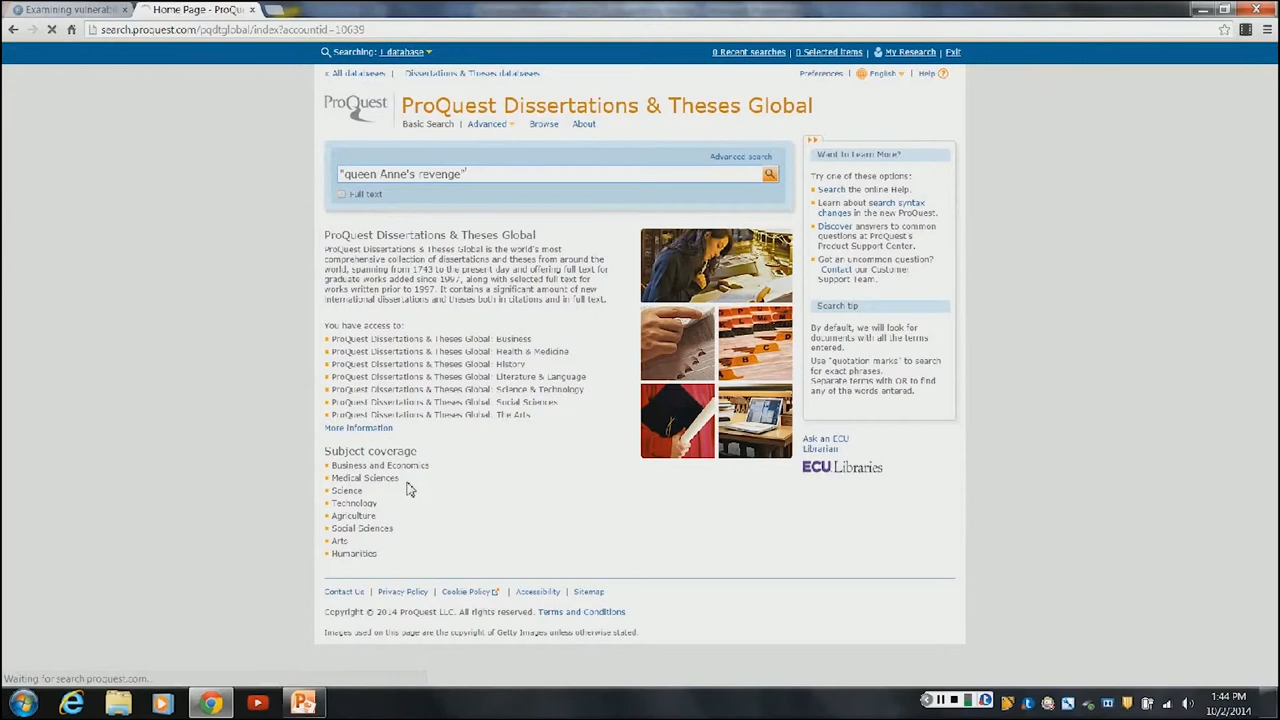 Examining vulnerabl
Home Page - ProQue
search.proquest.com/pqdtglobal/index?accountid=10639
Searching: 1 database
0 Recent searches | 0 Selected items | My Research | Exit
« All databases | Dissertations & Theses databases
Preferences | English | Help
ProQuest
ProQuest Dissertations & Theses Global
Basic Search | Advanced | Browse | About
Advanced search
"queen Anne's revenge"
Full text
ProQuest Dissertations & Theses Global
ProQuest Dissertations & Theses Global is the world's most
comprehensive collection of dissertations and theses from around the
world, spanning from 1743 to the present day and offering full text for
graduate works added since 1997, along with selected full text for
works written prior to 1997. It contains a significant amount of new
international dissertations and theses both in citations and in full text.
You have access to:
ProQuest Dissertations & Theses Global: Business
ProQuest Dissertations & Theses Global: Health & Medicine
ProQuest Dissertations & Theses Global: History
ProQuest Dissertations & Theses Global: Literature & Language
ProQuest Dissertations & Theses Global: Science & Technology
ProQuest Dissertations & Theses Global: Social Sciences
ProQuest Dissertations & Theses Global: The Arts
More information
Subject coverage
Business and Economics
Medical Sciences
Science
Technology
Agriculture
Social Sciences
Arts
Humanities
Want to Learn More?
Try one of these options:
Search the online Help.
Learn about search syntax
changes in the new ProQuest.
Discover answers to common
questions at ProQuest's
Product Support Center.
Got an uncommon question?
Contact our Customer
Support Team.
Search tip
By default, we will look for
documents with all the terms
entered.
Use "quotation marks" to search
for exact phrases.
Separate terms with OR to find
any of the words entered.
Ask an ECU
Librarian
ECU Libraries
Contact Us | Privacy Policy | Cookie Policy | Accessibility | Sitemap
Copyright © 2014 ProQuest LLC. All rights reserved. Terms and Conditions
Images used on this page are the copyright of Getty Images unless otherwise stated.
Waiting for search.proquest.com...
1:44 PM
10/2/2014